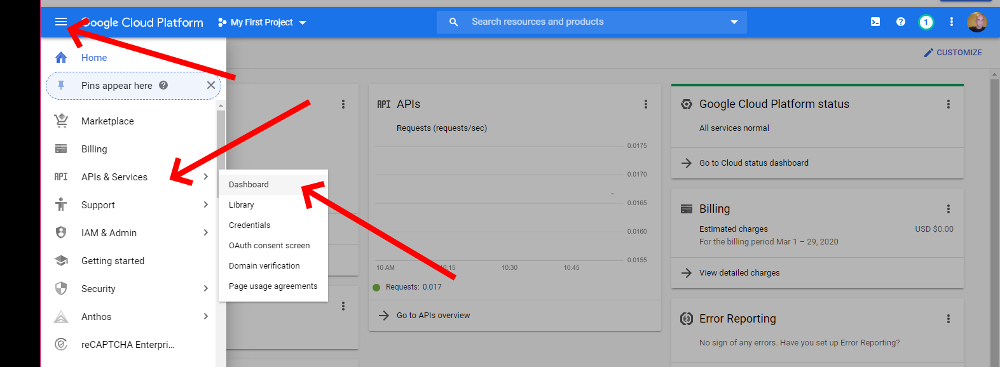 Google Cloud Platform
My First Project
Search resources and products
1
Home
CUSTOMIZE
Pins appear here
Marketplace
Billing
API APIs & Services
Support
IAM & Admin
Getting started
Security
Anthos
reCAPTCHA Enterpri...
Dashboard
Library
Credentials
OAuth consent screen
Domain verification
Page usage agreements
API APIs
Requests (requests/sec)
0.0175
0.0170
0.0165
0.0160
0.0155
10 AM 10:15 10:30 10:45
Requests: 0.017
Go to APIs overview
Google Cloud Platform status
All services normal
Go to Cloud status dashboard
Billing
Estimated charges USD $0.00
For the billing period Mar 1 – 29, 2020
View detailed charges
Error Reporting
No sign of any errors. Have you set up Error Reporting?